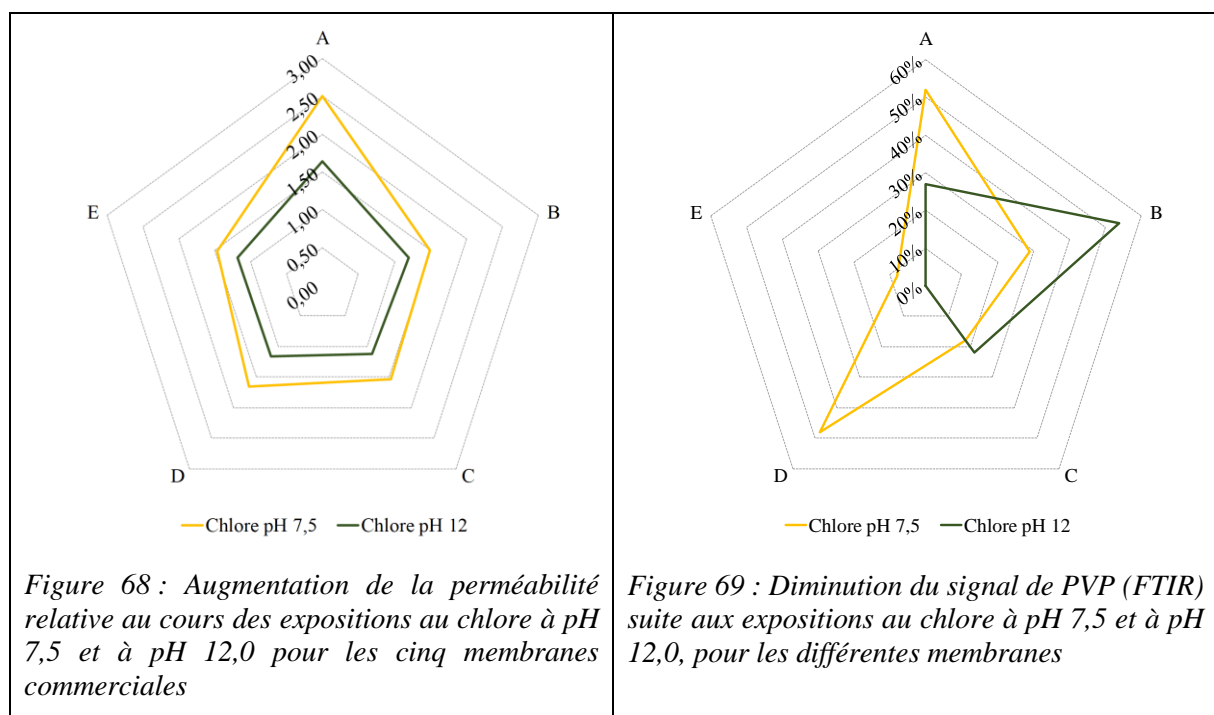 A
3,00
2,50
2,00
1,50
1,00
0,50
0,00
B
C
D
E
Chlore pH 7,5
Chlore pH 12
Figure 68 : Augmentation de la perméabilité
relative au cours des expositions au chlore à pH
7,5 et à pH 12,0 pour les cinq membranes
commerciales
A
60%
50%
40%
30%
20%
10%
0%
B
C
D
E
Chlore pH 7,5
Chlore pH 12
Figure 69 : Diminution du signal de PVP (FTIR)
suite aux expositions au chlore à pH 7,5 et à pH
12,0, pour les différentes membranes